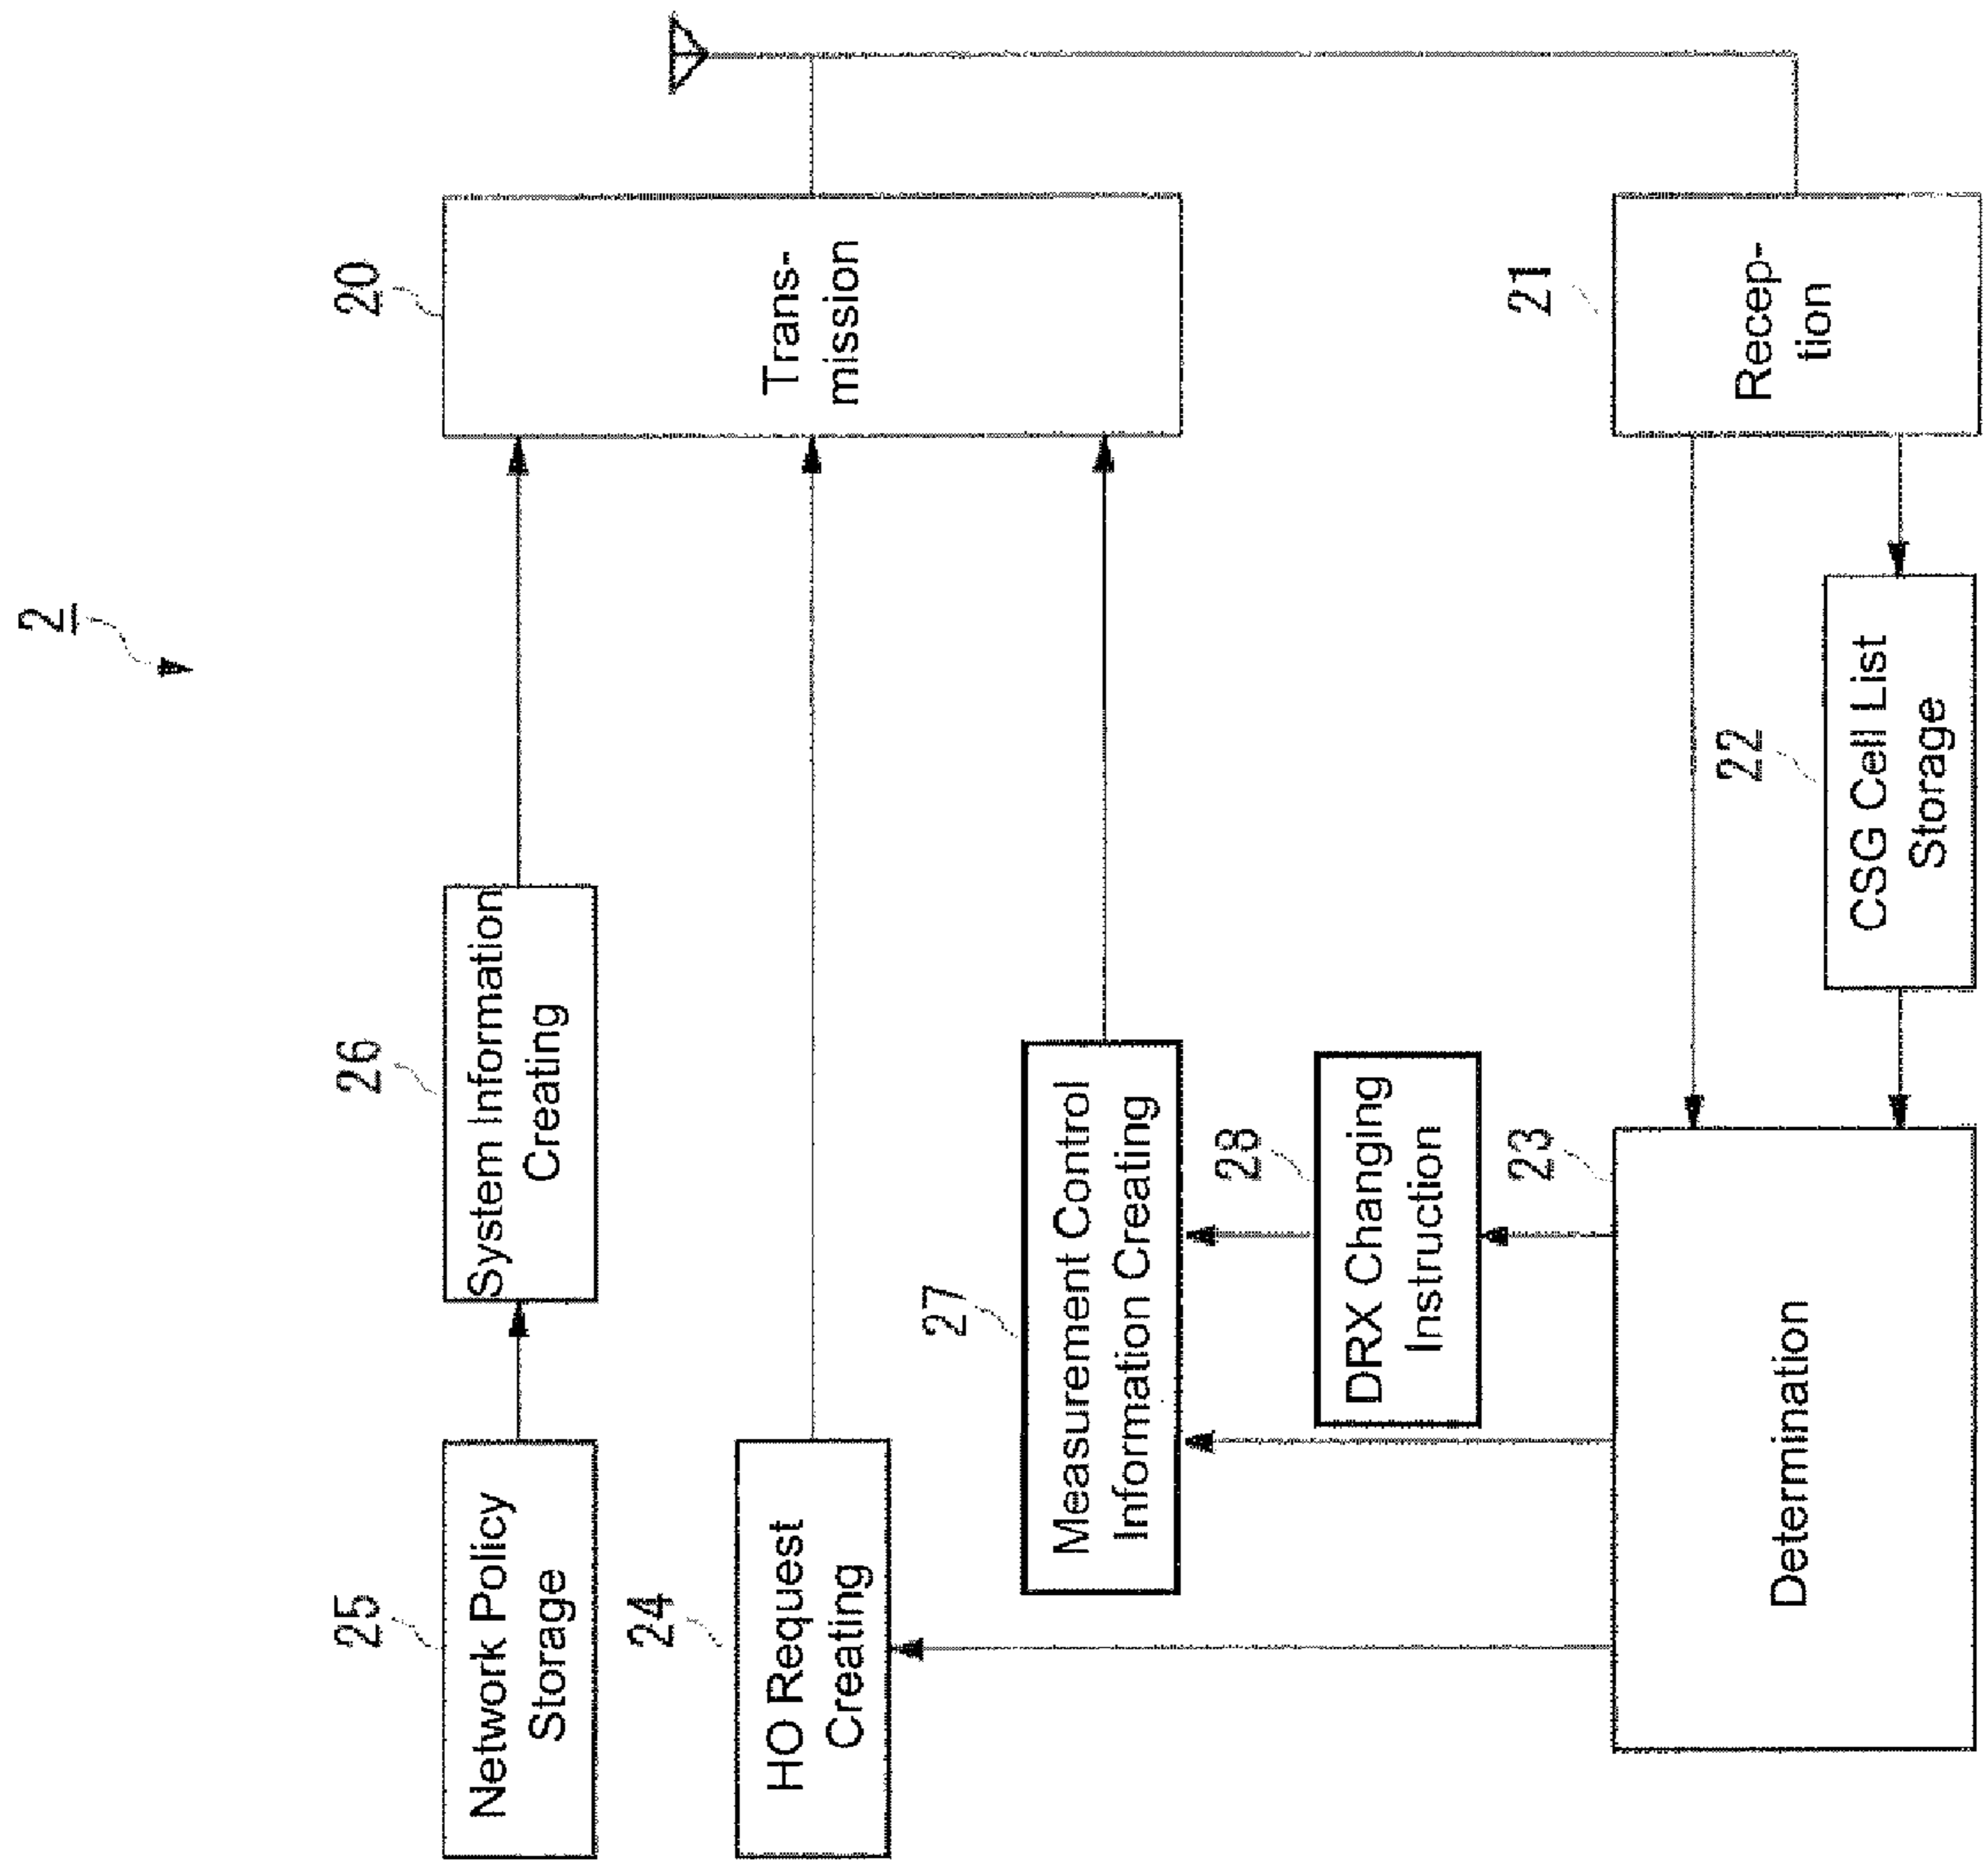 2
25
Network Policy
Storage
26
System Information
Creating
20
Trans-
mission
24
HO Request
Creating
27
Measurement Control
Information Creating
28
DRX Changing
Instruction
23
Determination
22
CSG Cell List
Storage
21
Recep-
tion